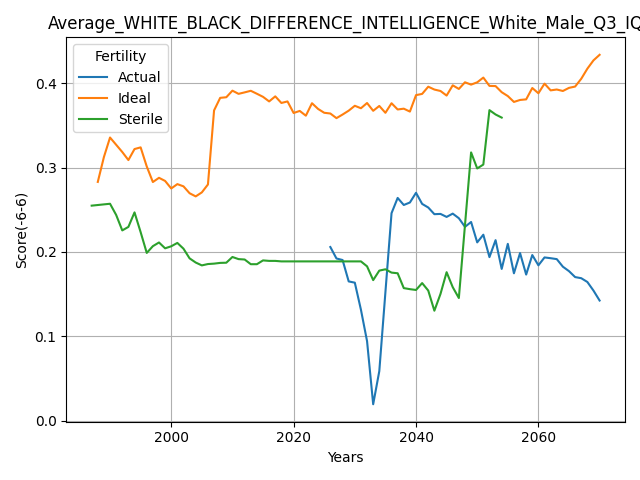 Average_WHITE_BLACK_DIFFERENCE_INTELLIGENCE_White_Male_Q3_IQ
Fertility
Actual
Ideal
Sterile
0.4
0.3
0.2
0.1
0.0
Score(-6-6)
2000
2020
2040
2060
Years